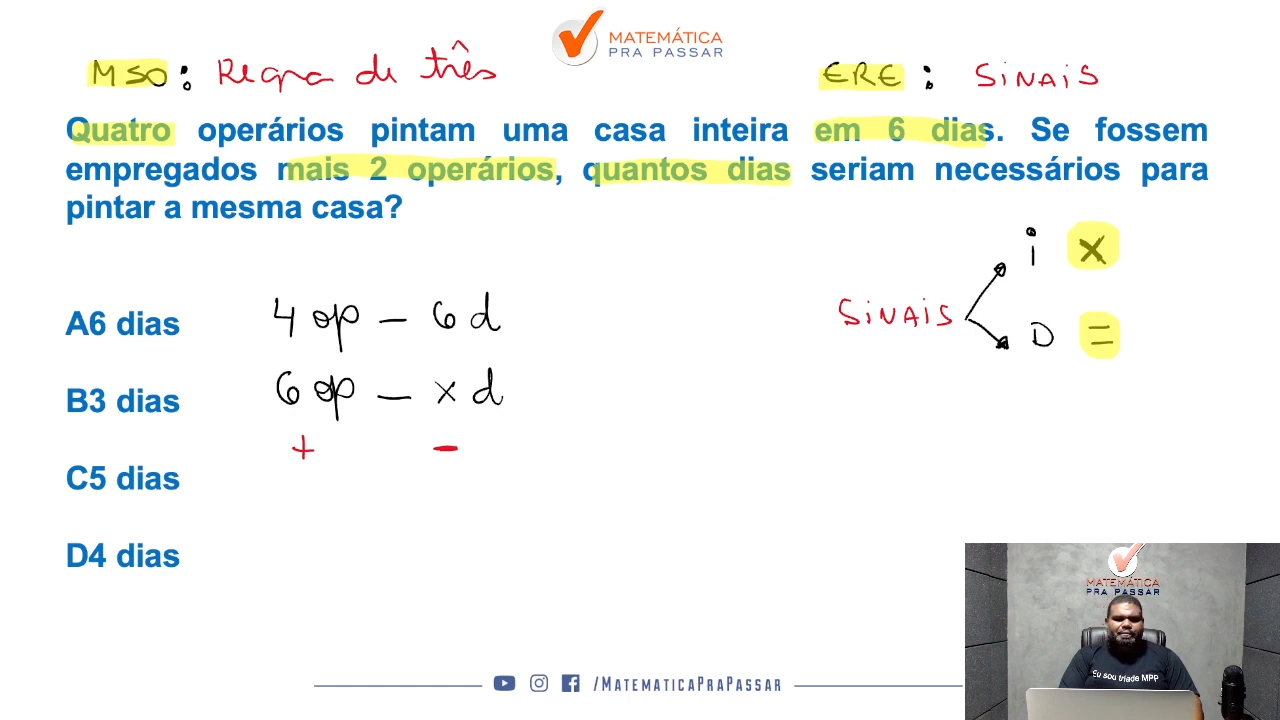 MATEMÁTICA
PRA PASSAR
MSO: Regra de três
ERE: SiNAiS
Quatro operários pintam uma casa inteira em 6 dias. Se fossem
empregados mais 2 operários, quantos dias seriam necessários para
pintar a mesma casa?
i X
SiNAiS
D =
A6 dias
4 op – 6 d
B3 dias
6 op – x d
+ -
C5 dias
D4 dias
MATEMÁTICA
PRA PASSAR
Eu sou tríade MPP
/MATEMATICAPRAPASSAR